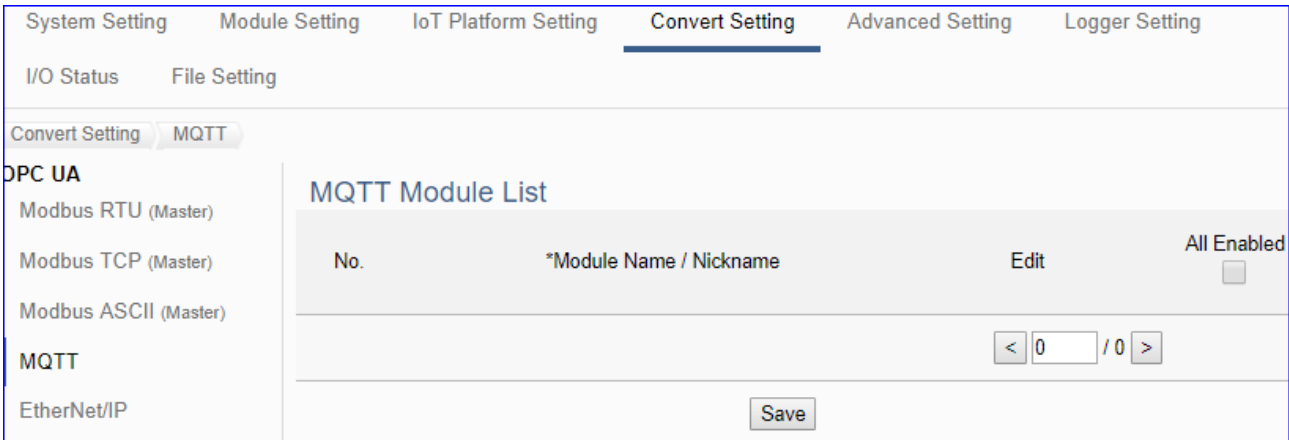 System Setting Module Setting IoT Platform Setting Convert Setting Advanced Setting Logger Setting
I/O Status File Setting
Convert Setting MQTT
OPC UA
Modbus RTU (Master)
Modbus TCP (Master)
Modbus ASCII (Master)
MQTT
EtherNet/IP
MQTT Module List
No. *Module Name / Nickname Edit All Enabled
< 0 / 0 >
Save